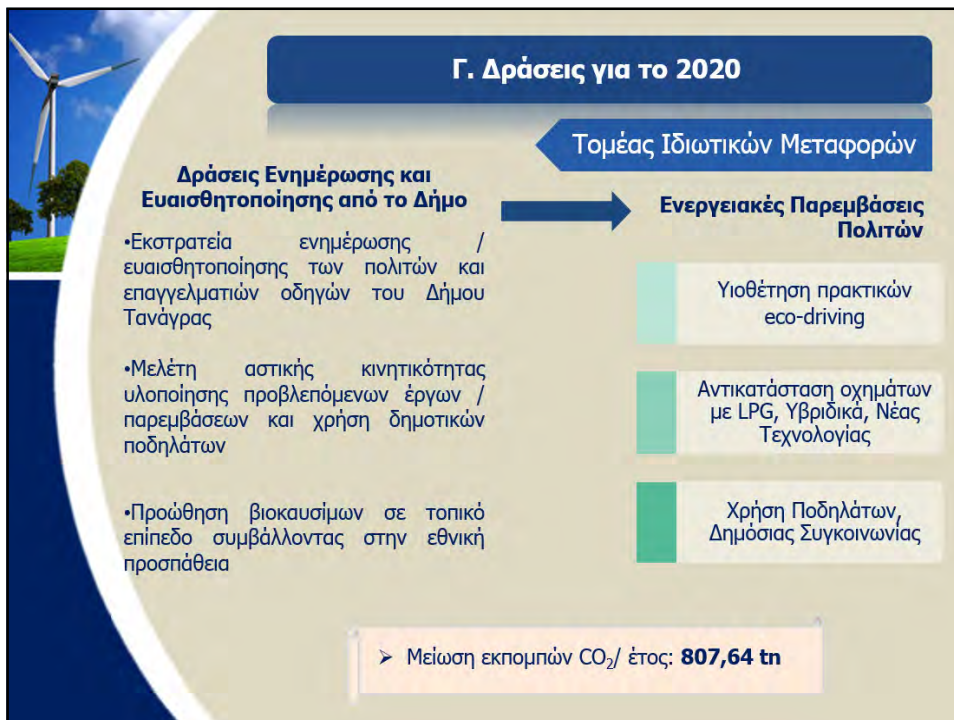 Γ. Δράσεις για το 2020
Τομέας Ιδιωτικών Μεταφορών
Δράσεις Ενημέρωσης και
Ευαισθητοποίησης από το Δήμο
•Εκστρατεία ενημέρωσης /
ευαισθητοποίησης των πολιτών και
επαγγελματιών οδηγών του Δήμου
Τανάγρας
•Μελέτη αστικής κινητικότητας
υλοποίησης προβλεπόμενων έργων /
παρεμβάσεων και χρήση δημοτικών
ποδηλάτων
•Προώθηση βιοκαυσίμων σε τοπικό
επίπεδο συμβάλλοντας στην εθνική
προσπάθεια
Ενεργειακές Παρεμβάσεις
Πολιτών
Υιοθέτηση πρακτικών
eco-driving
Αντικατάσταση οχημάτων
με LPG, Υβριδικά, Νέας
Τεχνολογίας
Χρήση Ποδηλάτων,
Δημόσιας Συγκοινωνίας
➢ Μείωση εκπομπών CO₂/ έτος: 807,64 tn